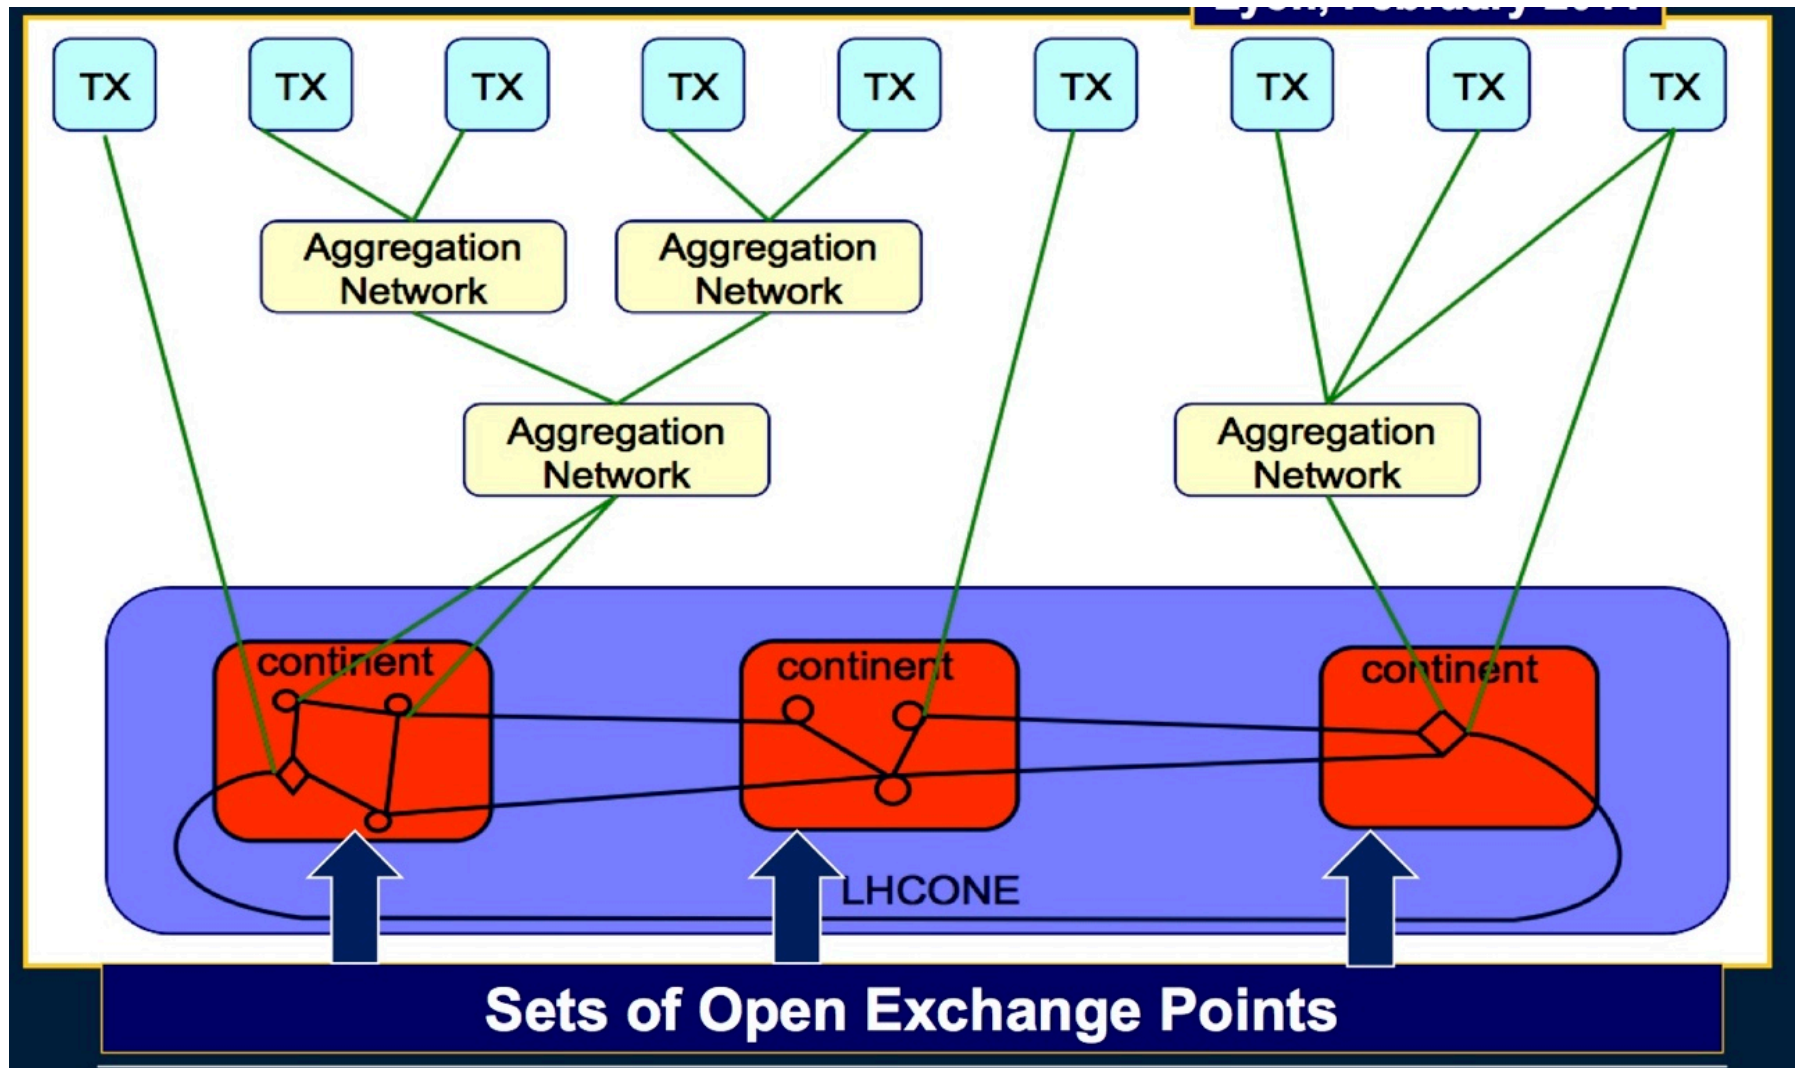 TX TX TX TX TX TX TX TX TX
Aggregation
Network
Aggregation
Network
Aggregation
Network
Aggregation
Network
continent
continent
continent
LHCONE
Sets of Open Exchange Points